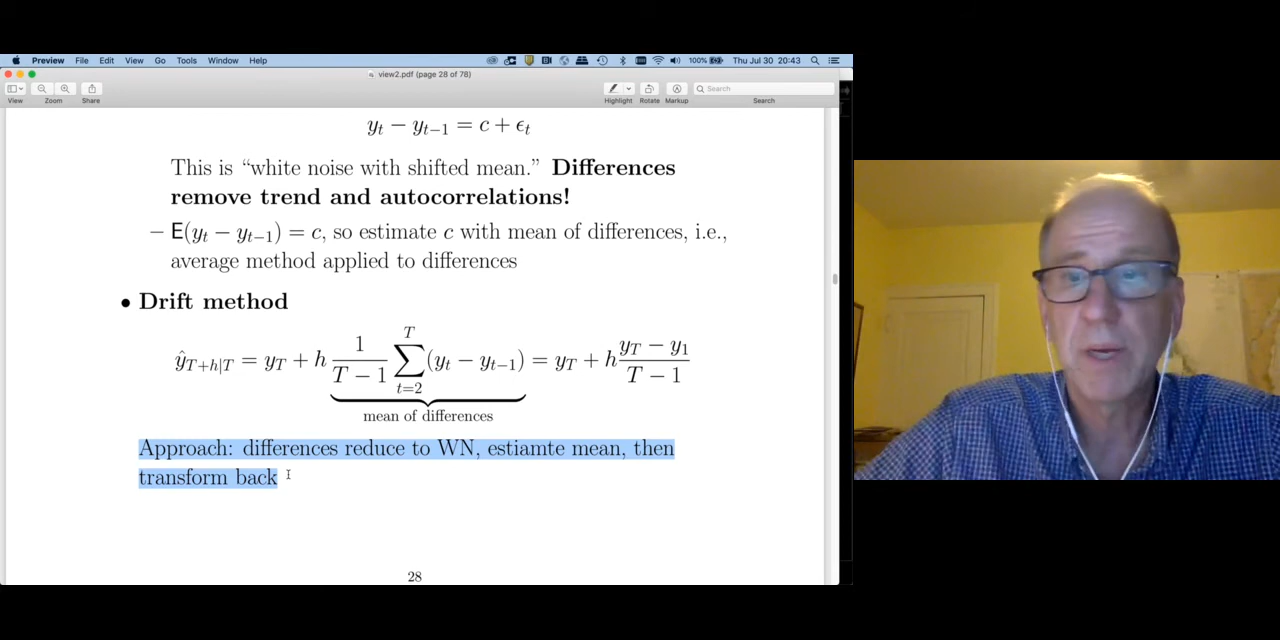 Preview File Edit View Go Tools Window Help 100% Thu Jul 30 20:43
view2.pdf (page 28 of 78)
View Zoom Share Highlight Rotate Markup Search
Search
y_t − y_{t−1} = c + ϵ_t
This is “white noise with shifted mean.” Differences
remove trend and autocorrelations!
– E(y_t − y_{t−1}) = c, so estimate c with mean of differences, i.e.,
average method applied to differences
• Drift method
ŷ_{T+h|T} = y_T + h \frac{1}{T − 1} \sum_{t=2}^{T} (y_t − y_{t−1}) = y_T + h \frac{y_T − y_1}{T − 1}
mean of differences
Approach: differences reduce to WN, estiamte mean, then
transform back
28